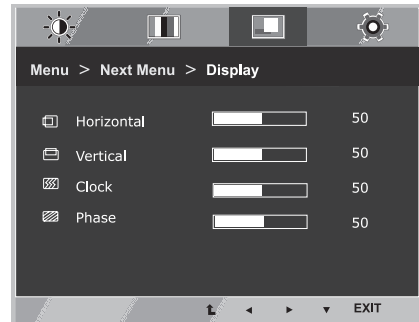 Menu > Next Menu > Display
Horizontal 50
Vertical 50
Clock 50
Phase 50
EXIT